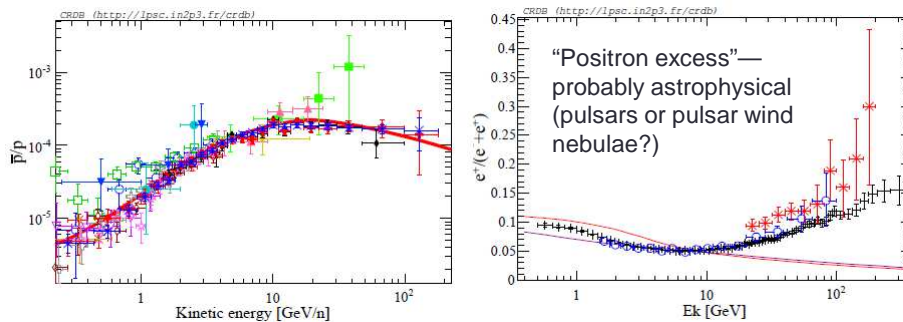 CRDB (http://lpsc.in2p3.fr/crdb)
p̅/p
10⁻³
10⁻⁴
10⁻⁵
1
10
10²
Kinetic energy [GeV/n]
CRDB (http://lpsc.in2p3.fr/crdb)
“Positron excess”—
probably astrophysical
(pulsars or pulsar wind
nebulae?)
e⁺/(e⁻+e⁺)
0.45
0.4
0.35
0.3
0.25
0.2
0.15
0.1
0.05
0
1
10
10²
Ek [GeV]